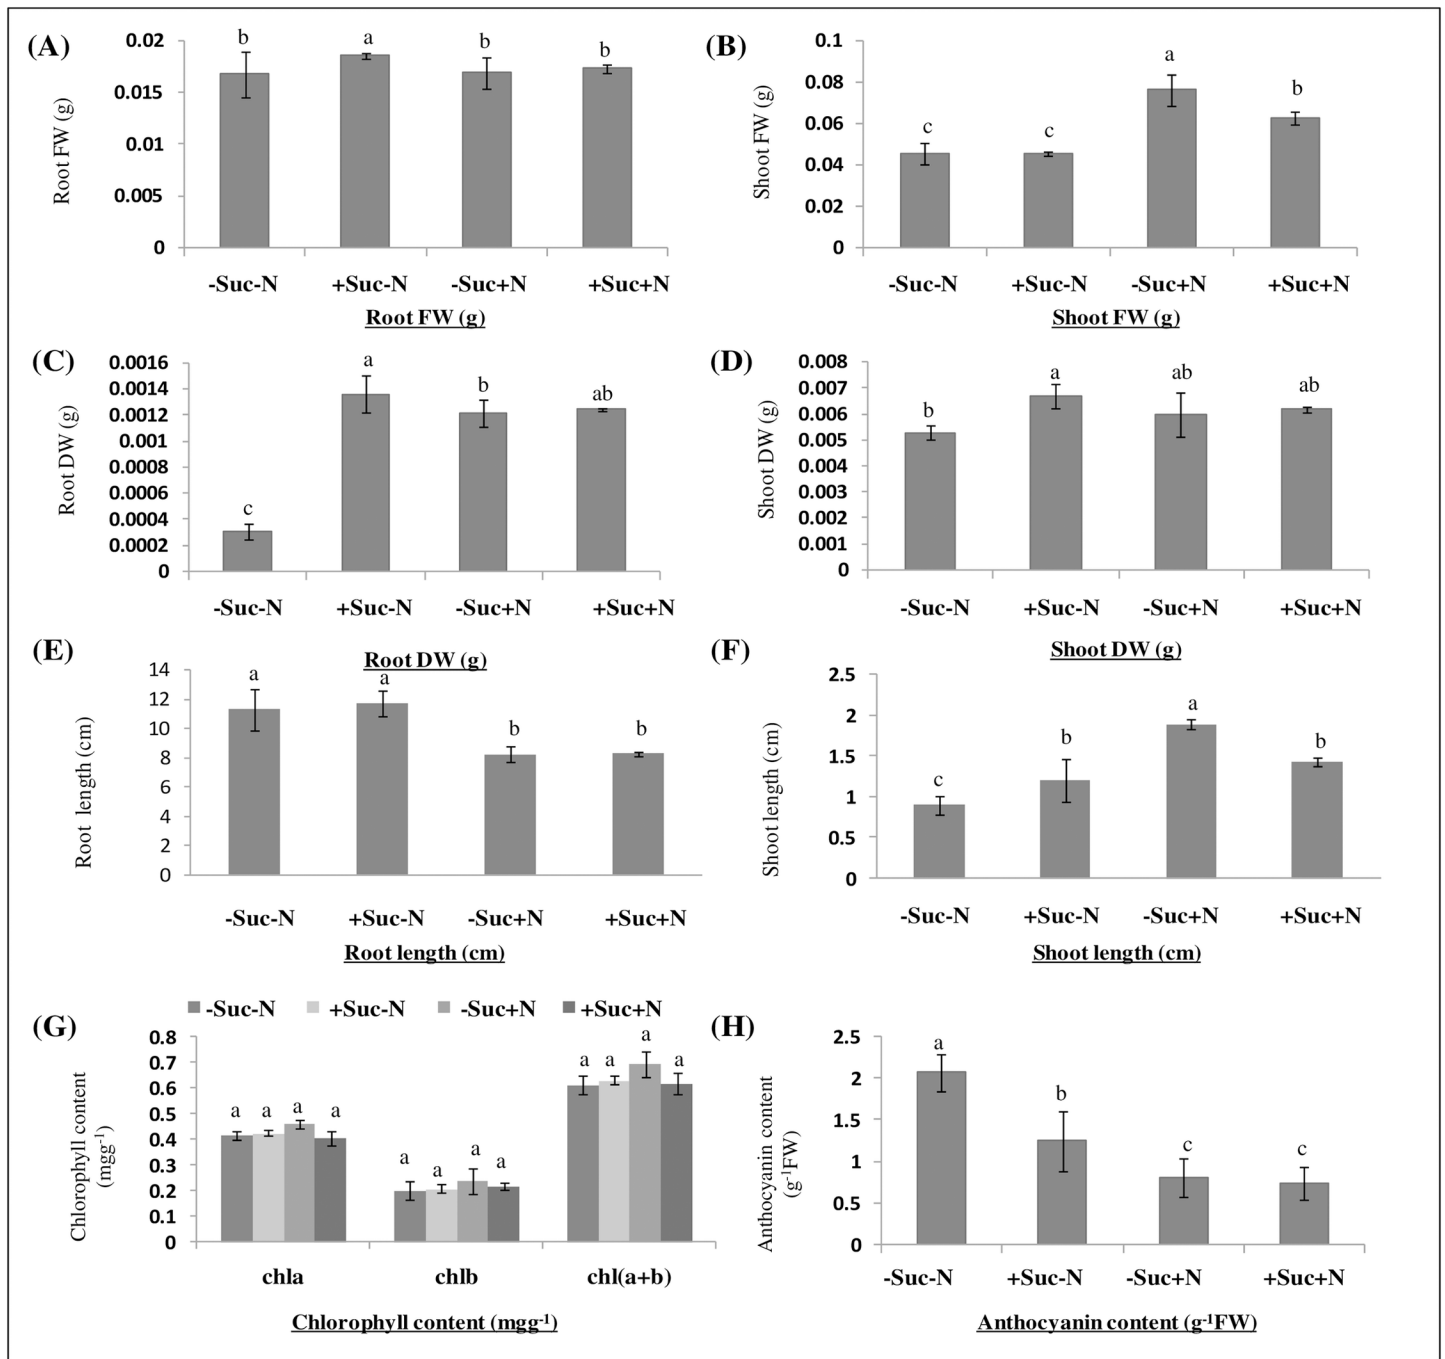 (A)
Root FW (g)
0.02
0.015
0.01
0.005
0
b
a
b
b
-Suc-N +Suc-N -Suc+N +Suc+N
Root FW (g)
(B)
Shoot FW (g)
0.1
0.08
0.06
0.04
0.02
0
c
c
a
b
-Suc-N +Suc-N -Suc+N +Suc+N
Shoot FW (g)
(C)
Root DW (g)
0.0016
0.0014
0.0012
0.001
0.0008
0.0006
0.0004
0.0002
0
c
a
b
ab
-Suc-N +Suc-N -Suc+N +Suc+N
Root DW (g)
(D)
Shoot DW (g)
0.008
0.007
0.006
0.005
0.004
0.003
0.002
0.001
0
b
a
ab
ab
-Suc-N +Suc-N -Suc+N +Suc+N
Shoot DW (g)
(E)
Root length (cm)
14
12
10
8
6
4
2
0
a
a
b
b
-Suc-N +Suc-N -Suc+N +Suc+N
Root length (cm)
(F)
Shoot length (cm)
2.5
2
1.5
1
0.5
0
c
b
a
b
-Suc-N +Suc-N -Suc+N +Suc+N
Shoot length (cm)
(G)
-Suc-N +Suc-N -Suc+N +Suc+N
Chlorophyll content
(mgg⁻¹)
0.8
0.7
0.6
0.5
0.4
0.3
0.2
0.1
0
a a a a
a a a a
a a a a
chla chlb chl(a+b)
Chlorophyll content (mgg⁻¹)
(H)
Anthocyanin content
(g⁻¹FW)
2.5
2
1.5
1
0.5
0
a
b
c
c
-Suc-N +Suc-N -Suc+N +Suc+N
Anthocyanin content (g⁻¹FW)